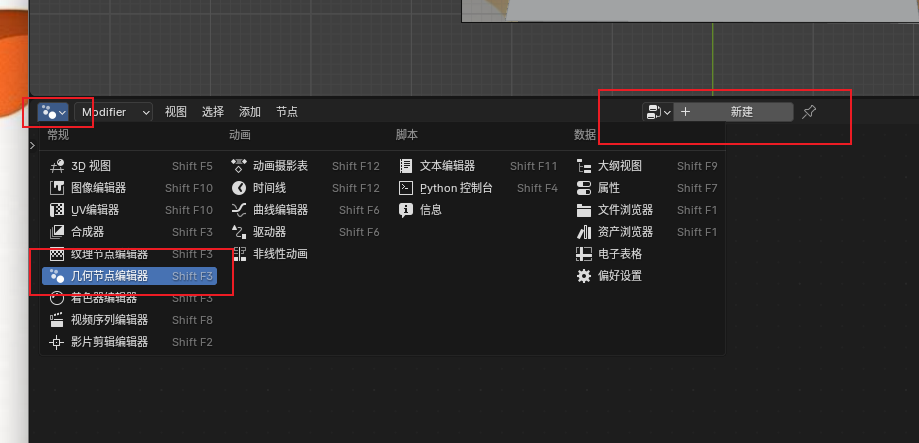 Modifier 视图 选择 添加 节点 + 新建
常规 动画 脚本 数据
3D 视图 Shift F5 动画摄影表 Shift F12 文本编辑器 Shift F11 大纲视图 Shift F9
图像编辑器 Shift F10 时间线 Shift F12 Python 控制台 Shift F4 属性 Shift F7
UV编辑器 Shift F10 曲线编辑器 Shift F6 信息 文件浏览器 Shift F1
合成器 Shift F3 驱动器 Shift F6 资产浏览器 Shift F1
纹理节点编辑器 Shift F3 非线性动画 电子表格
几何节点编辑器 Shift F3 偏好设置
着色器编辑器 Shift F3
视频序列编辑器 Shift F8
影片剪辑编辑器 Shift F2